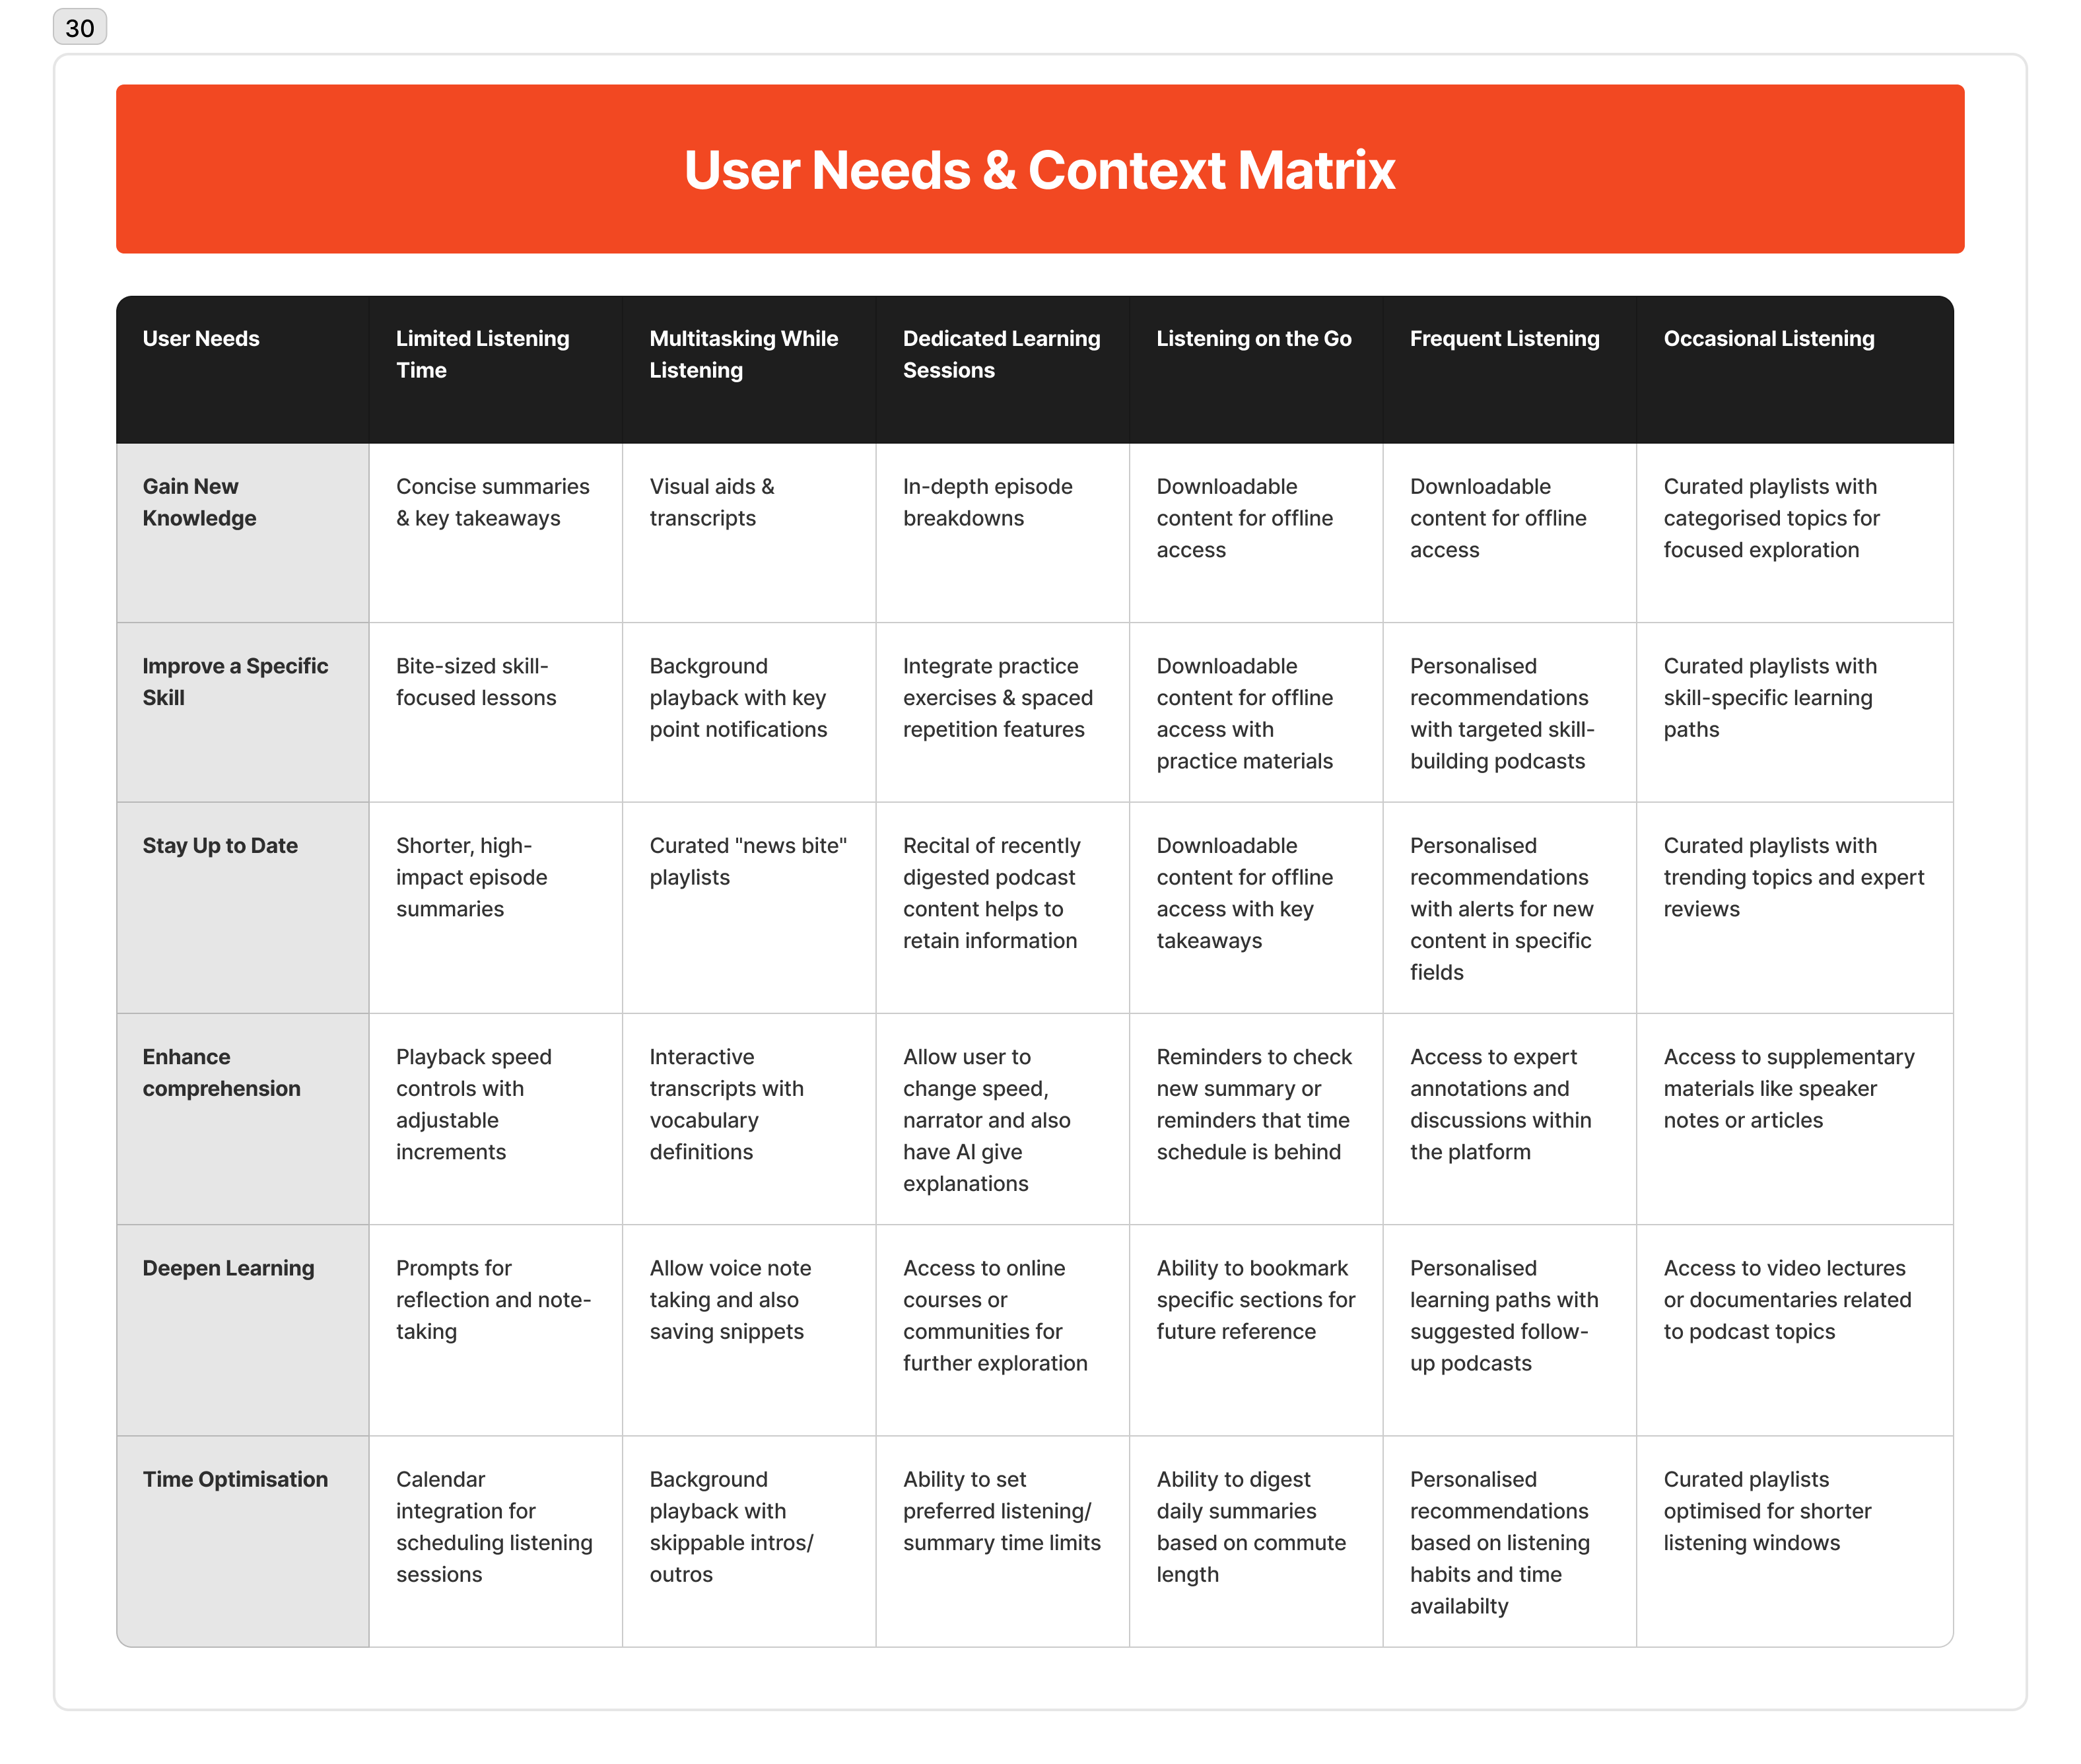 30
User Needs & Context Matrix
User Needs
Limited Listening
Time
Multitasking While
Listening
Dedicated Learning
Sessions
Listening on the Go
Frequent Listening
Occasional Listening
Gain New
Knowledge
Concise summaries
& key takeaways
Visual aids &
transcripts
In-depth episode
breakdowns
Downloadable
content for offline
access
Downloadable
content for offline
access
Curated playlists with
categorised topics for
focused exploration
Improve a Specific
Skill
Bite-sized skill-
focused lessons
Background
playback with key
point notifications
Integrate practice
exercises & spaced
repetition features
Downloadable
content for offline
access with
practice materials
Personalised
recommendations
with targeted skill-
building podcasts
Curated playlists with
skill-specific learning
paths
Stay Up to Date
Shorter, high-
impact episode
summaries
Curated "news bite"
playlists
Recital of recently
digested podcast
content helps to
retain information
Downloadable
content for offline
access with key
takeaways
Personalised
recommendations
with alerts for new
content in specific
fields
Curated playlists with
trending topics and expert
reviews
Enhance
comprehension
Playback speed
controls with
adjustable
increments
Interactive
transcripts with
vocabulary
definitions
Allow user to
change speed,
narrator and also
have AI give
explanations
Reminders to check
new summary or
reminders that time
schedule is behind
Access to expert
annotations and
discussions within
the platform
Access to supplementary
materials like speaker
notes or articles
Deepen Learning
Prompts for
reflection and note-
taking
Allow voice note
taking and also
saving snippets
Access to online
courses or
communities for
further exploration
Ability to bookmark
specific sections for
future reference
Personalised
learning paths with
suggested follow-
up podcasts
Access to video lectures
or documentaries related
to podcast topics
Time Optimisation
Calendar
integration for
scheduling listening
sessions
Background
playback with
skippable intros/
outros
Ability to set
preferred listening/
summary time limits
Ability to digest
daily summaries
based on commute
length
Personalised
recommendations
based on listening
habits and time
availabilty
Curated playlists
optimised for shorter
listening windows